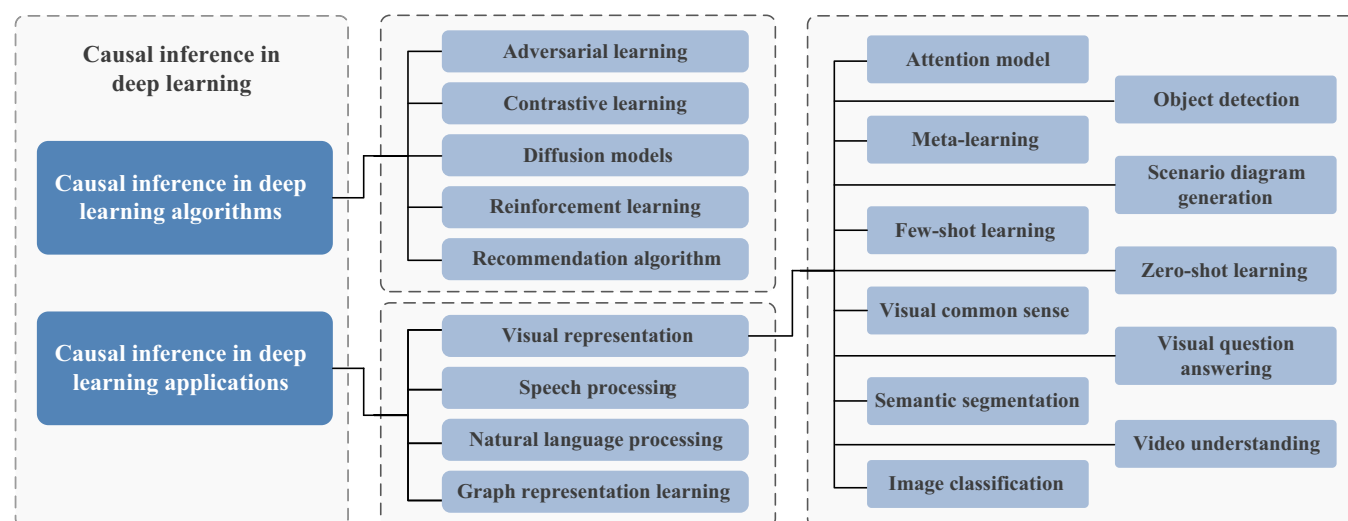 Causal inference in
deep learning
Causal inference in deep
learning algorithms
Causal inference in deep
learning applications
Adversarial learning
Contrastive learning
Diffusion models
Reinforcement learning
Recommendation algorithm
Visual representation
Speech processing
Natural language processing
Graph representation learning
Attention model
Object detection
Meta-learning
Scenario diagram
generation
Few-shot learning
Zero-shot learning
Visual common sense
Visual question
answering
Semantic segmentation
Video understanding
Image classification